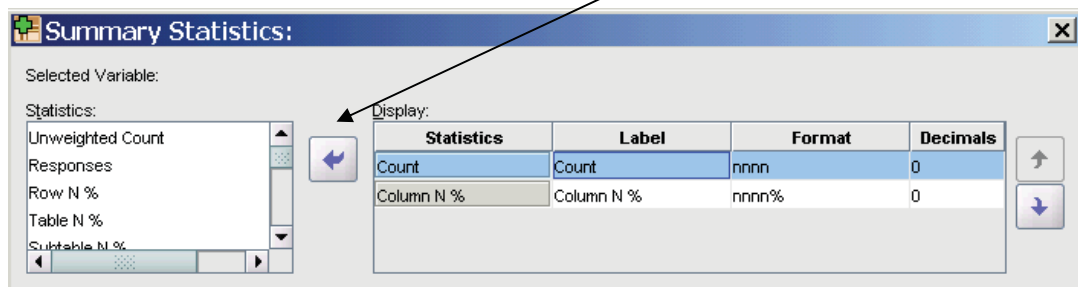 Summary Statistics:
Selected Variable:
Statistics:
Unweighted Count
Responses
Row N %
Table N %
Subtable N %
Display:
Statistics Label Format Decimals
Count Count nnnn 0
Column N % Column N % nnnn% 0